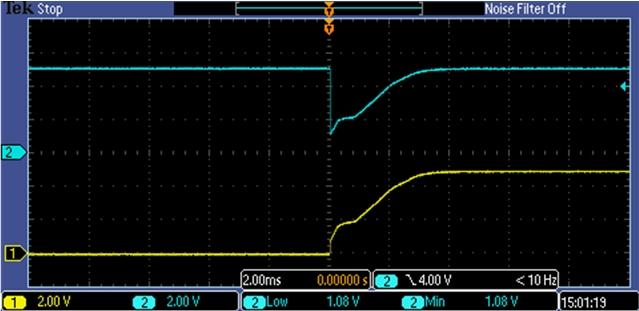 Tek Stop
Noise Filter Off
T
T
2
1
2.00ms 0.00000 s
2 4.00 V < 10 Hz
1 2.00 V 2 2.00 V 2 Low 1.08 V 2 Min 1.08 V 15:01:19